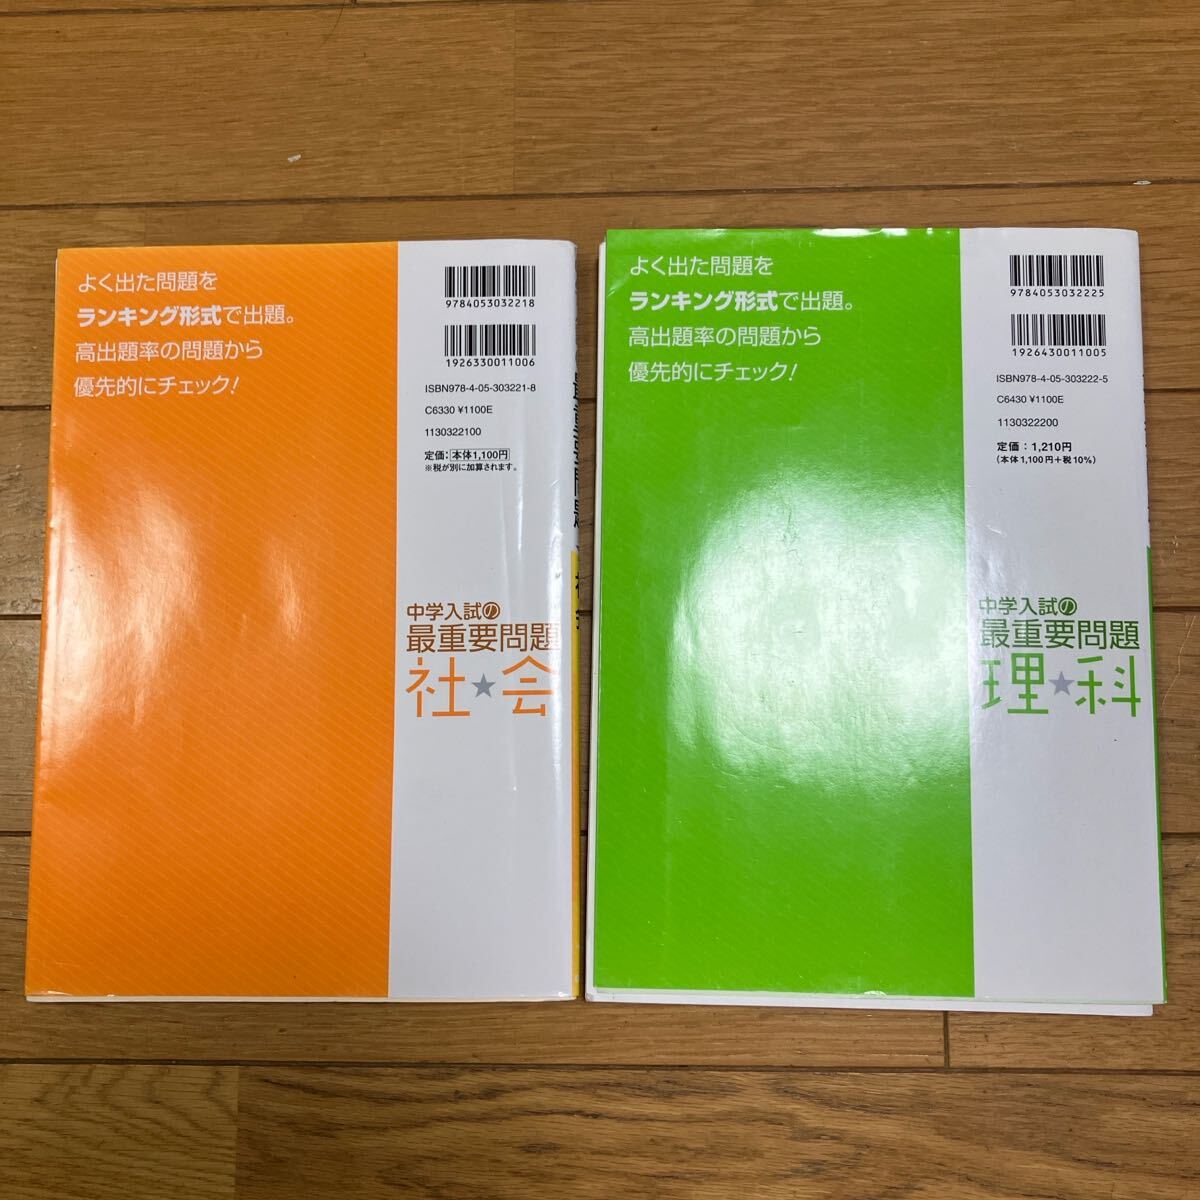 よく出た問題を
ランキング形式で出題。
高出題率の問題から
優先的にチェック!
9784053032218
1926330011006
ISBN978-4-05-303221-8
C6330 ¥1100E
1130322100
定価:本体1,100円
※税が別に加算されます。
中学入試の
最重要問題
社★会
よく出た問題を
ランキング形式で出題。
高出題率の問題から
優先的にチェック!
9784053032225
1926430011005
ISBN978-4-05-303222-5
C6430 ¥1100E
1130322200
定価:1,210円
(本体1,100円+税10%)
中学入試の
最重要問題
理★科